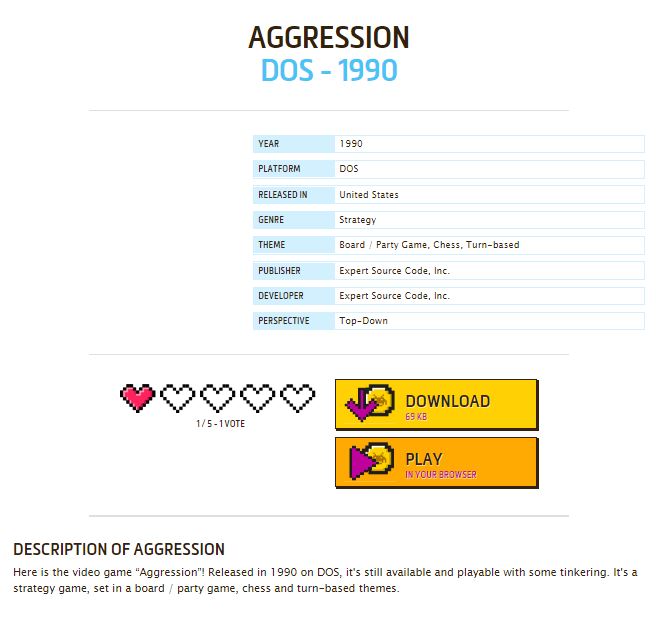 AGGRESSION
DOS - 1990
YEAR 1990
PLATFORM DOS
RELEASED IN United States
GENRE Strategy
THEME Board / Party Game, Chess, Turn-based
PUBLISHER Expert Source Code, Inc.
DEVELOPER Expert Source Code, Inc.
PERSPECTIVE Top-Down
1 / 5 - 1 VOTE
DOWNLOAD
69 KB
PLAY
IN YOUR BROWSER
DESCRIPTION OF AGGRESSION
Here is the video game “Aggression”! Released in 1990 on DOS, it's still available and playable with some tinkering. It's a
strategy game, set in a board / party game, chess and turn-based themes.